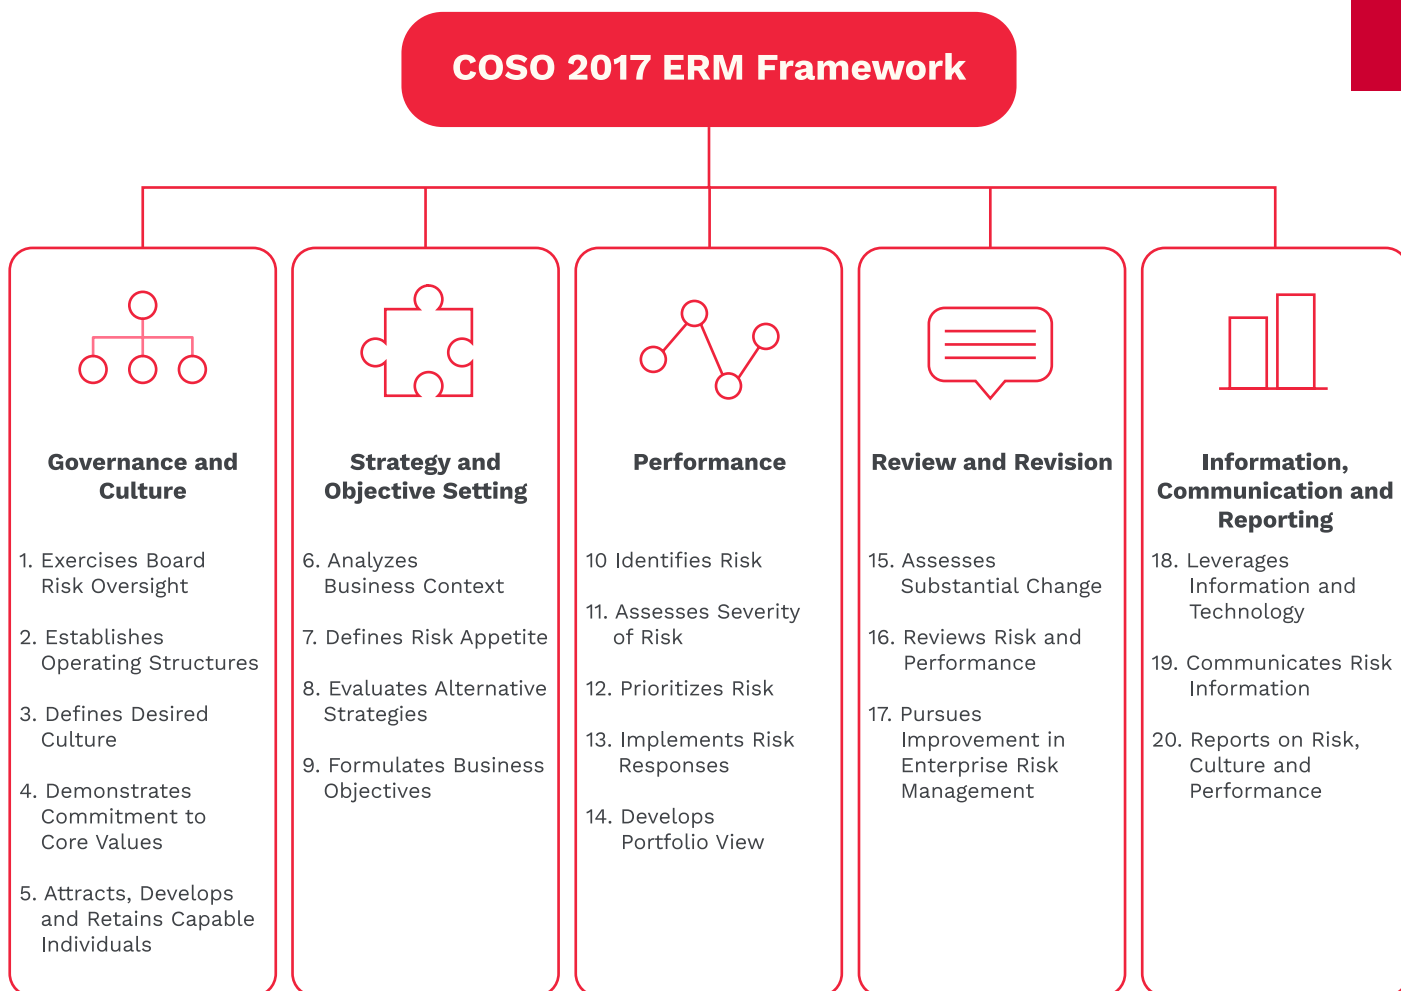 COSO 2017 ERM Framework
Governance and
Culture
1. Exercises Board
Risk Oversight
2. Establishes
Operating Structures
3. Defines Desired
Culture
4. Demonstrates
Commitment to
Core Values
5. Attracts, Develops
and Retains Capable
Individuals
Strategy and
Objective Setting
6. Analyzes
Business Context
7. Defines Risk Appetite
8. Evaluates Alternative
Strategies
9. Formulates Business
Objectives
Performance
10 Identifies Risk
11. Assesses Severity
of Risk
12. Prioritizes Risk
13. Implements Risk
Responses
14. Develops
Portfolio View
Review and Revision
15. Assesses
Substantial Change
16. Reviews Risk and
Performance
17. Pursues
Improvement in
Enterprise Risk
Management
Information,
Communication and
Reporting
18. Leverages
Information and
Technology
19. Communicates Risk
Information
20. Reports on Risk,
Culture and
Performance